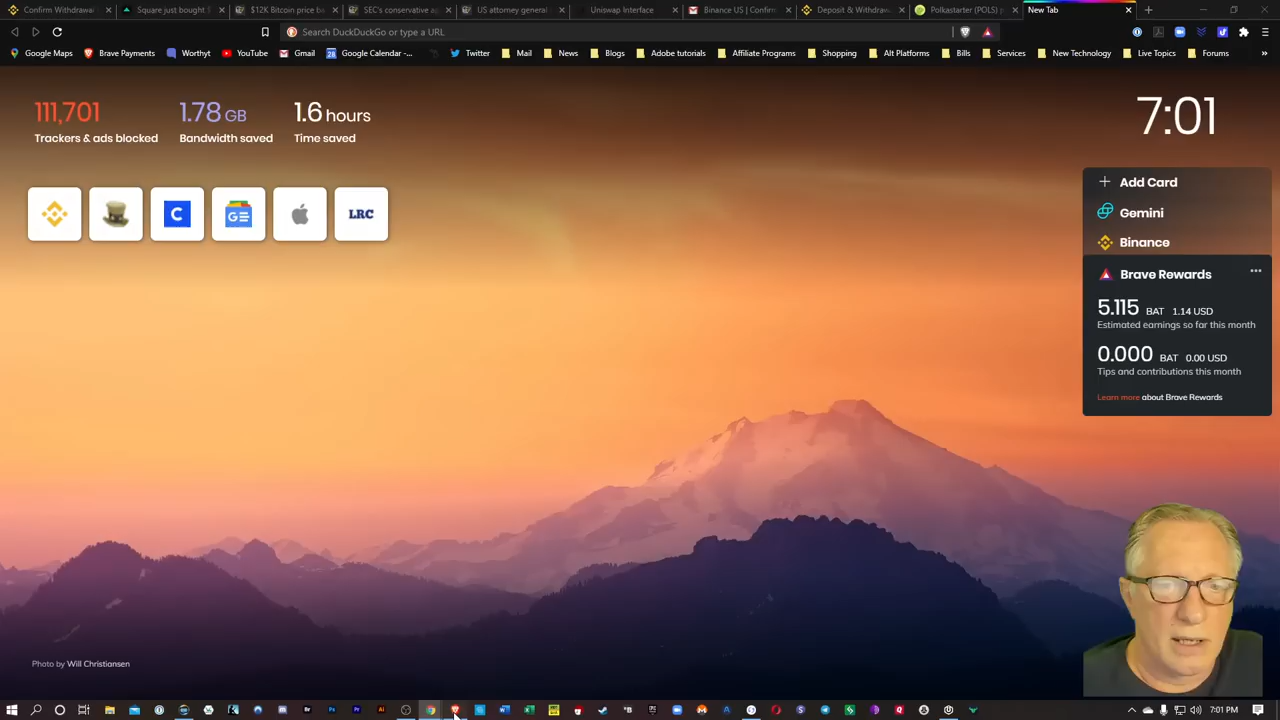 Confirm Withdrawal
Square just bought
$12K Bitcoin price ba
SEC's conservative a
US attorney general
Uniswap Interface
Binance US | Confirm
Deposit & Withdraw
Polkastarter (POLS) p
New Tab
Search DuckDuckGo or type a URL
Google Maps
Brave Payments
Worthyt
YouTube
Gmail
Google Calendar -...
Twitter
Mail
News
Blogs
Adobe tutorials
Affiliate Programs
Shopping
Alt Platforms
Bills
Services
New Technology
Live Topics
Forums
111,701
Trackers & ads blocked
1.78 GB
Bandwidth saved
1.6 hours
Time saved
7:01
C
GE
LRC
Add Card
Gemini
Binance
Brave Rewards
5.115 BAT 1.14 USD
Estimated earnings so far this month
0.000 BAT 0.00 USD
Tips and contributions this month
Learn more about Brave Rewards
Photo by Will Christiansen
7:01 PM